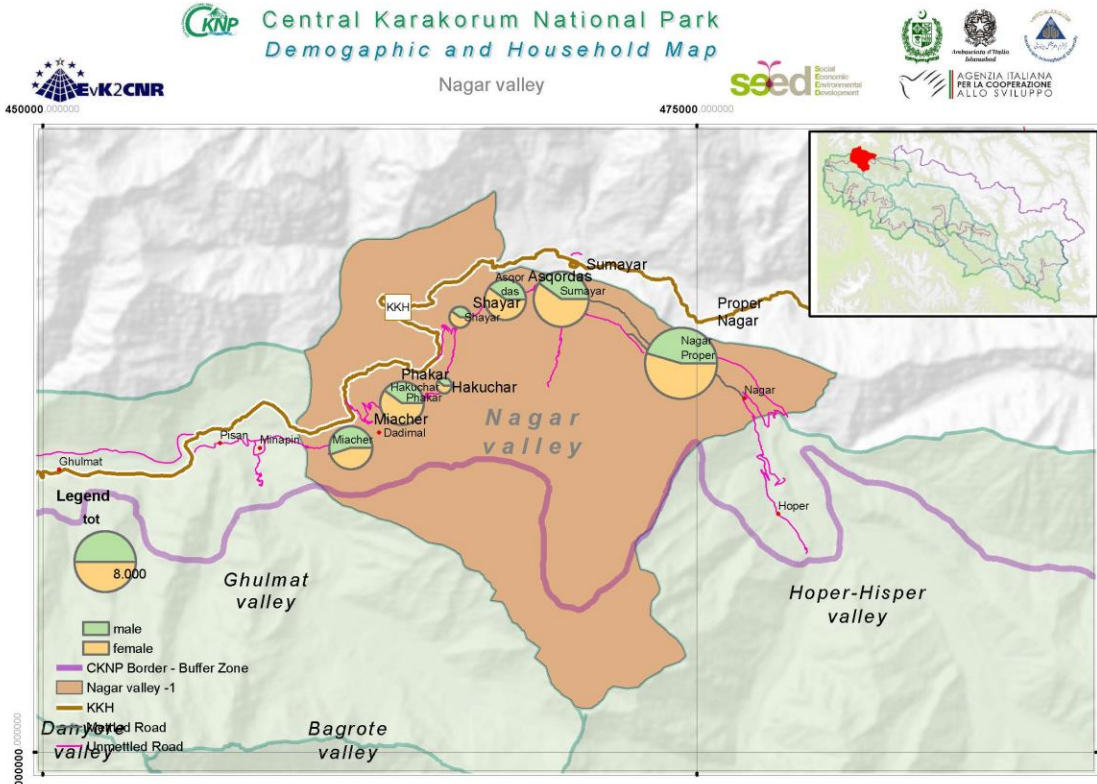 CKNP
Central Karakorum National Park
Demogaphic and Household Map
Nagar valley
EvK2CNR
seed
Social
Economic
Environmental
Development
Ambasciata d'Italia
Islamabad
AGENZIA ITALIANA
PER LA COOPERAZIONE
ALLO SVILUPPO
450000.000000
475000.000000
Sumayar
Asqordas
Asqor
das
Sumayar
Shayar
Shayar
KKH
Proper
Nagar
Nagar
Proper
Phakar
Hakuchar
Phakar
Hakuchar
Miacher
Dadimal
Miacher
Nagar
valley
Nagar
Pisan
Minapin
Ghulmat
Hoper
Legend
tot
8.000
male
female
CKNP Border - Buffer Zone
Nagar valley -1
KKH
Mettled Road
Unmettled Road
Ghulmat
valley
Hoper-Hisper
valley
Danyore
valley
Bagrote
valley